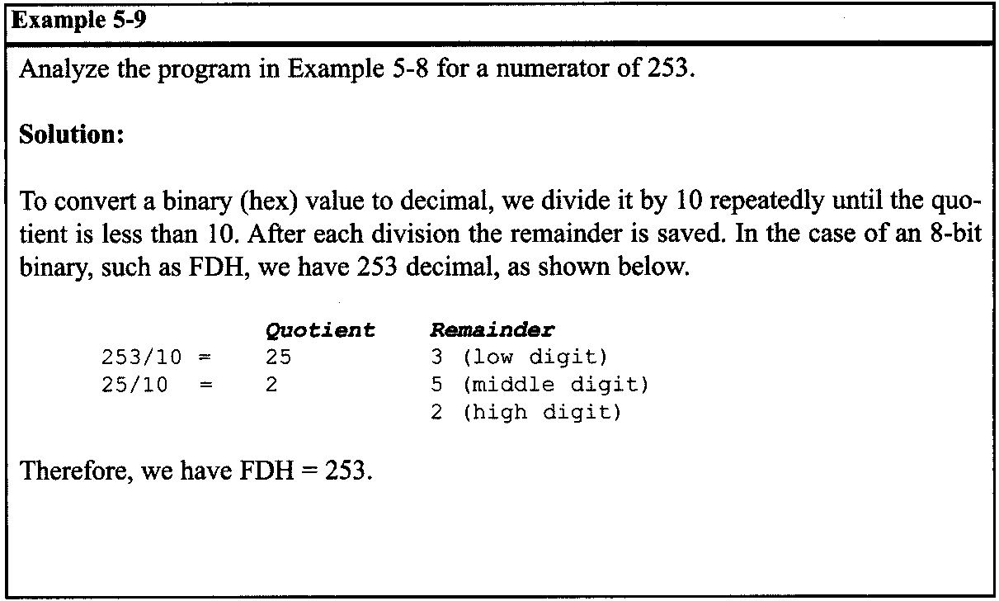 Example 5-9
Analyze the program in Example 5-8 for a numerator of 253.
Solution:
To convert a binary (hex) value to decimal, we divide it by 10 repeatedly until the quo-
tient is less than 10. After each division the remainder is saved. In the case of an 8-bit
binary, such as FDH, we have 253 decimal, as shown below.
Quotient Remainder
253/10 = 25 3 (low digit)
25/10 = 2 5 (middle digit)
2 (high digit)
Therefore, we have FDH = 253.